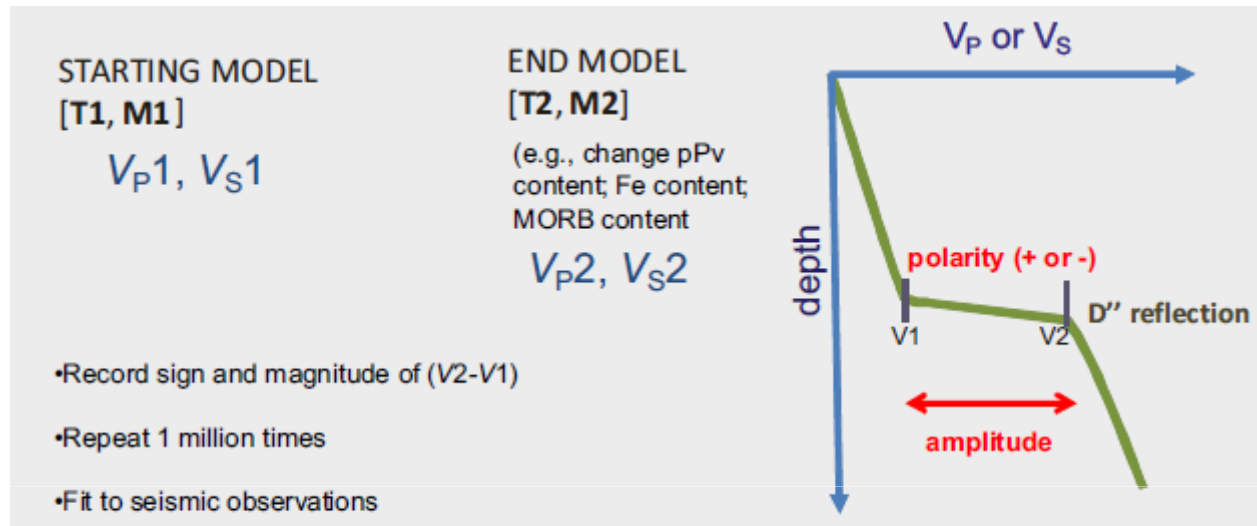 STARTING MODEL
[T1, M1]
VP1, VS1
END MODEL
[T2, M2]
(e.g., change pPv
content; Fe content;
MORB content
VP2, VS2
•Record sign and magnitude of (V2-V1)
•Repeat 1 million times
•Fit to seismic observations
VP or VS
depth
polarity (+ or -)
V1
V2
D’’ reflection
amplitude